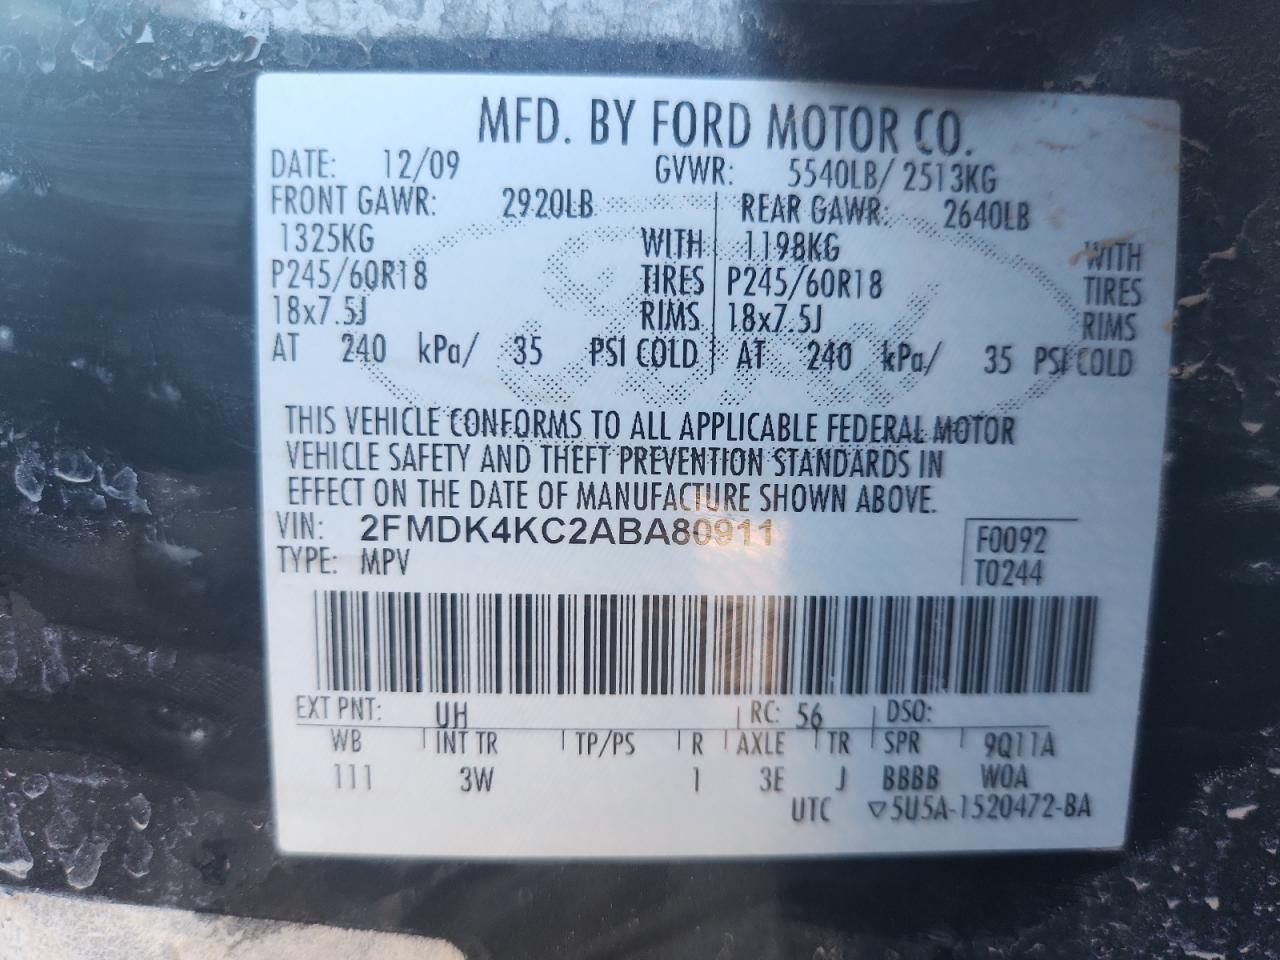 MFD. BY FORD MOTOR CO.
DATE: 12/09 GVWR: 5540LB/ 2513KG
FRONT GAWR: 2920LB REAR GAWR: 2640LB
1325KG WITH 1198KG WITH
P245/60R18 TIRES P245/60R18 TIRES
18x7.5J RIMS 18x7.5J RIMS
AT 240 kPa/ 35 PSI COLD AT 240 kPa/ 35 PSI COLD
THIS VEHICLE CONFORMS TO ALL APPLICABLE FEDERAL MOTOR
VEHICLE SAFETY AND THEFT PREVENTION STANDARDS IN
EFFECT ON THE DATE OF MANUFACTURE SHOWN ABOVE.
VIN: 2FMDK4KC2ABA80911
TYPE: MPV
F0092
T0244
EXT PNT: UH RC: 56 DSO:
WB INT TR TP/PS R AXLE TR SPR 9Q11A
111 3W 1 3E J BBBB W0A
UTC ▽5U5A-1520472-BA